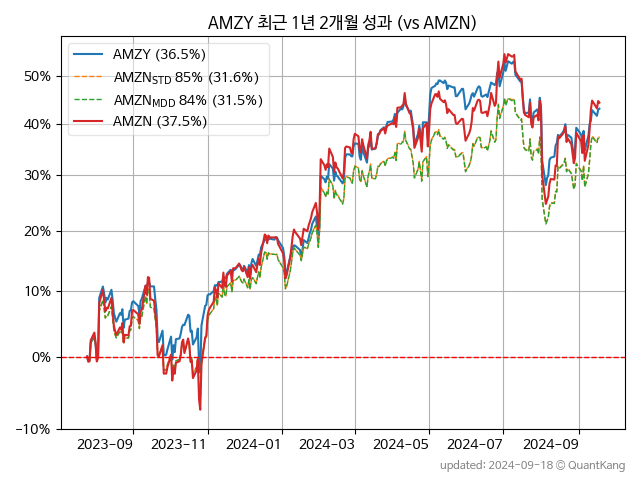 AMZY 최근 1년 2개월 성과 (vs AMZN)
AMZY (36.5%)
AMZN_STD 85% (31.6%)
AMZN_MDD 84% (31.5%)
AMZN (37.5%)
50%
40%
30%
20%
10%
0%
−10%
2023−09 2023−11 2024−01 2024−03 2024−05 2024−07 2024−09
updated: 2024-09-18 © QuantKang